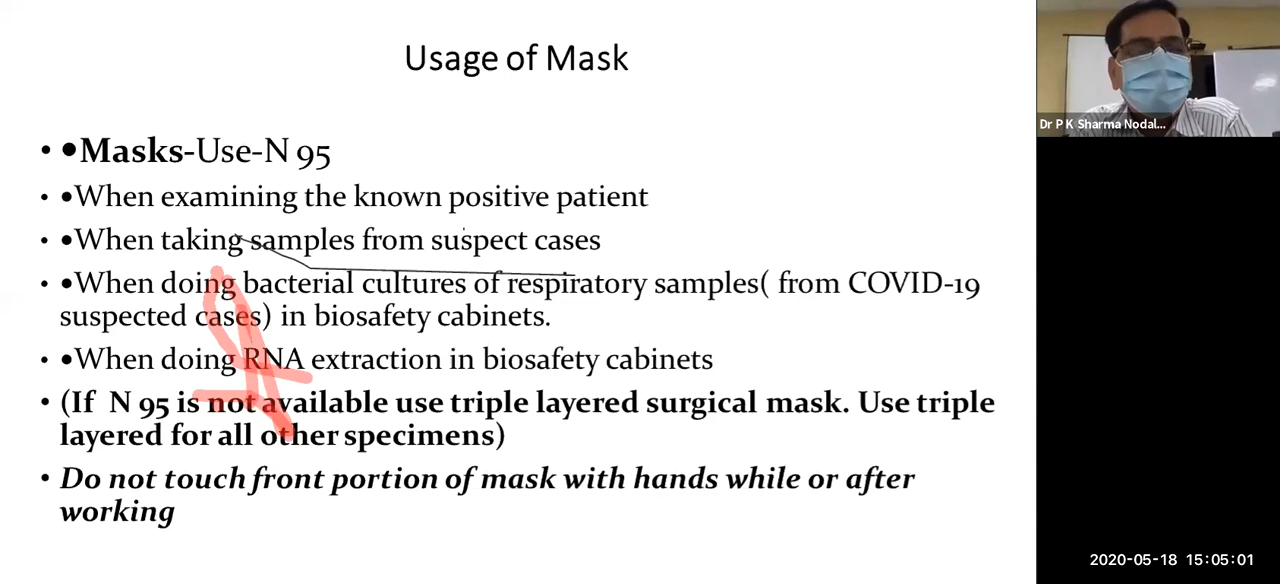 Usage of Mask
• •Masks-Use-N 95
• •When examining the known positive patient
• •When taking samples from suspect cases
• •When doing bacterial cultures of respiratory samples( from COVID-19
suspected cases) in biosafety cabinets.
• •When doing RNA extraction in biosafety cabinets
• (If N 95 is not available use triple layered surgical mask. Use triple
layered for all other specimens)
• Do not touch front portion of mask with hands while or after
working
Dr P K Sharma Nodal...
2020-05-18 15:05:01